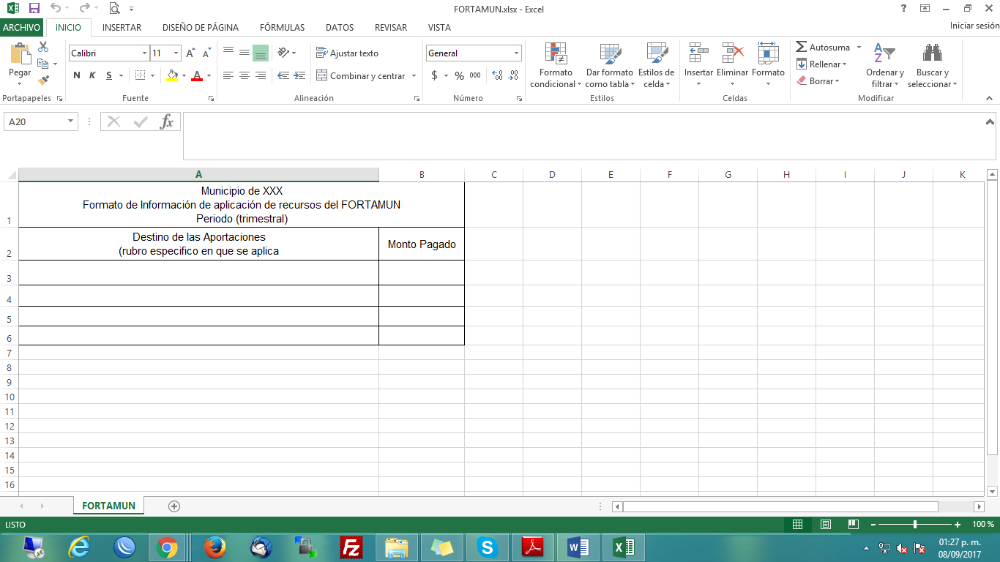 FORTAMUN.xlsx - Excel
?
ARCHIVO INICIO INSERTAR DISEÑO DE PÁGINA FÓRMULAS DATOS REVISAR VISTA Iniciar sesión
Pegar
Portapapeles
Calibri 11
N K S
Fuente
Ajustar texto
Combinar y centrar
Alineación
General
$ % 000
Número
Formato condicional
Dar formato como tabla
Estilos de celda
Estilos
Insertar Eliminar Formato
Celdas
Autosuma
Rellenar
Borrar
Ordenar y filtrar
Buscar y seleccionar
Modificar
A20 fx
A B C D E F G H I J K
1 Municipio de XXX
Formato de Información de aplicación de recursos del FORTAMUN
Periodo (trimestral)
2 Destino de las Aportaciones
(rubro especifico en que se aplica
Monto Pagado
3
4
5
6
7
8
9
10
11
12
13
14
15
16
FORTAMUN
LISTO 100 %
01:27 p. m.
08/09/2017